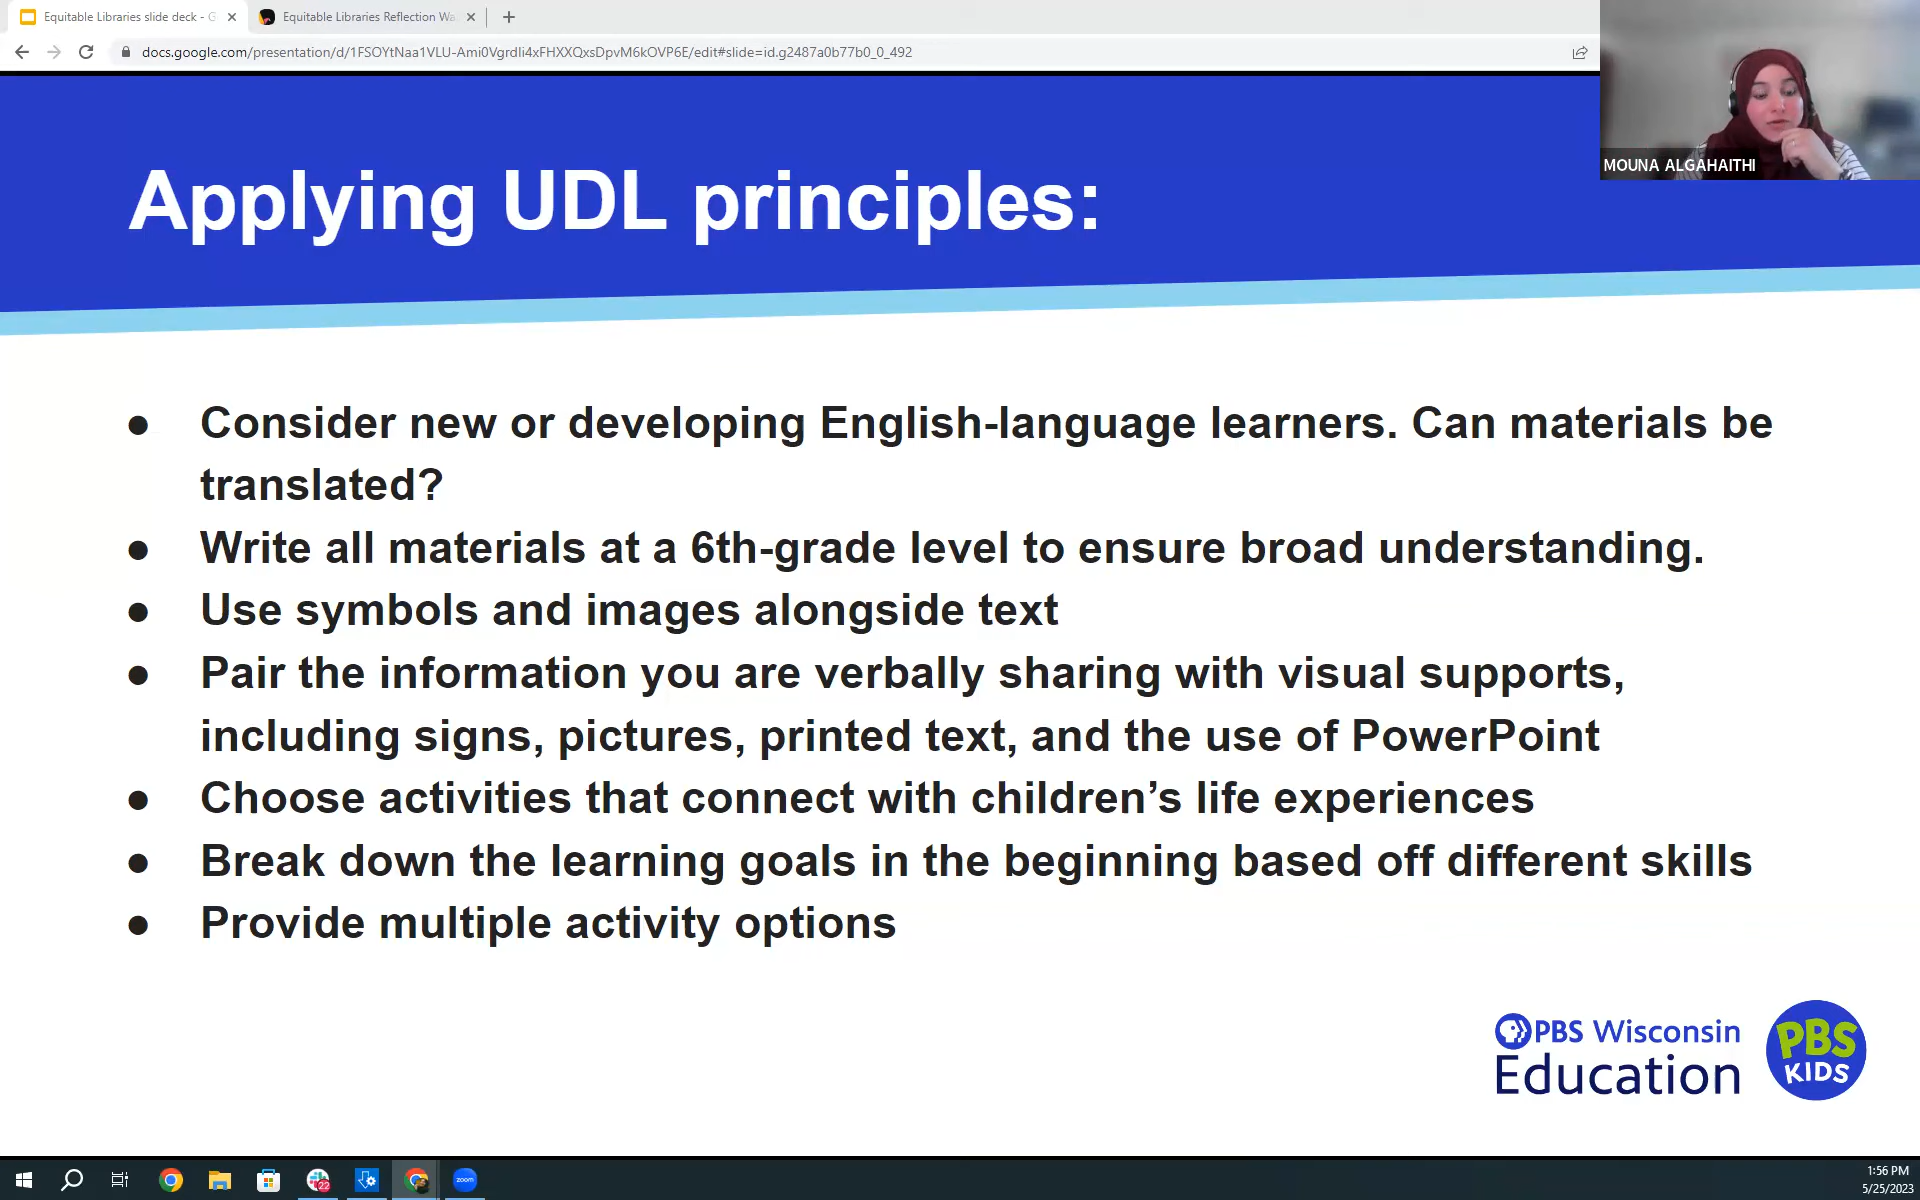 Equitable Libraries slide deck - G
Equitable Libraries Reflection Wa
docs.google.com/presentation/d/1FSOYtNaa1VLU-Ami0Vgrdli4xFHXXQxsDpvM6kOVP6E/edit#slide=id.g2487a0b77b0_0_492
MOUNA ALGAHAITHI
Applying UDL principles:
● Consider new or developing English-language learners. Can materials be
translated?
● Write all materials at a 6th-grade level to ensure broad understanding.
● Use symbols and images alongside text
● Pair the information you are verbally sharing with visual supports,
including signs, pictures, printed text, and the use of PowerPoint
● Choose activities that connect with children’s life experiences
● Break down the learning goals in the beginning based off different skills
● Provide multiple activity options
PBS Wisconsin
Education
PBS
KIDS
22
zoom
1:56 PM
5/25/2023